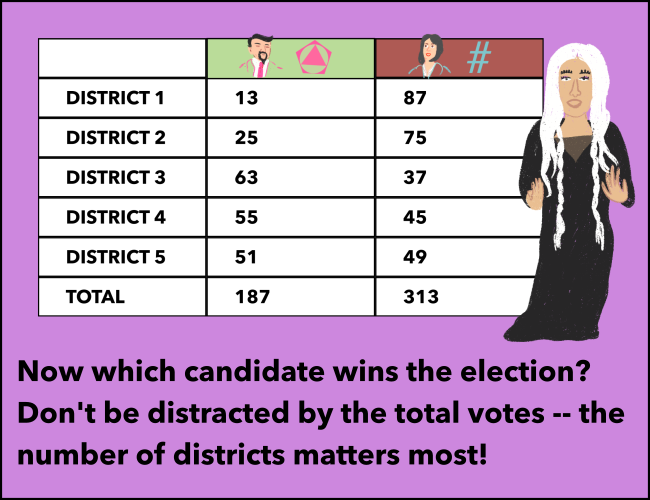 #
DISTRICT 1 13 87
DISTRICT 2 25 75
DISTRICT 3 63 37
DISTRICT 4 55 45
DISTRICT 5 51 49
TOTAL 187 313
Now which candidate wins the election?
Don't be distracted by the total votes -- the
number of districts matters most!